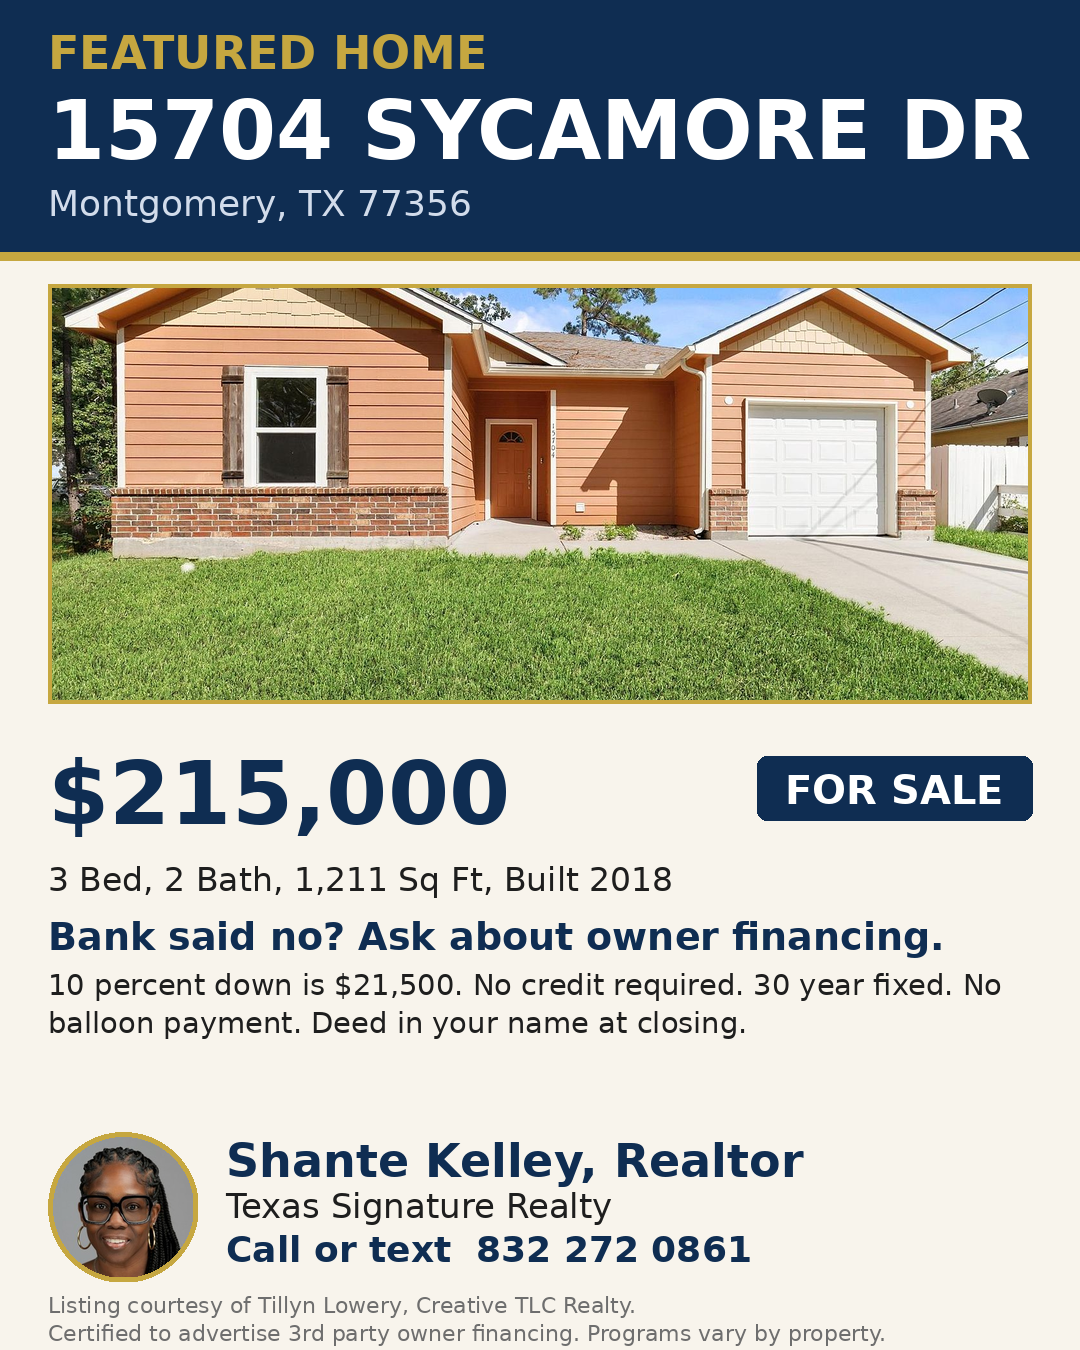 FEATURED HOME
15704 SYCAMORE DR
Montgomery, TX 77356
15704
$215,000
FOR SALE
3 Bed, 2 Bath, 1,211 Sq Ft, Built 2018
Bank said no? Ask about owner financing.
10 percent down is $21,500. No credit required. 30 year fixed. No
balloon payment. Deed in your name at closing.
Shante Kelley, Realtor
Texas Signature Realty
Call or text 832 272 0861
Listing courtesy of Tillyn Lowery, Creative TLC Realty.
Certified to advertise 3rd party owner financing. Programs vary by property.